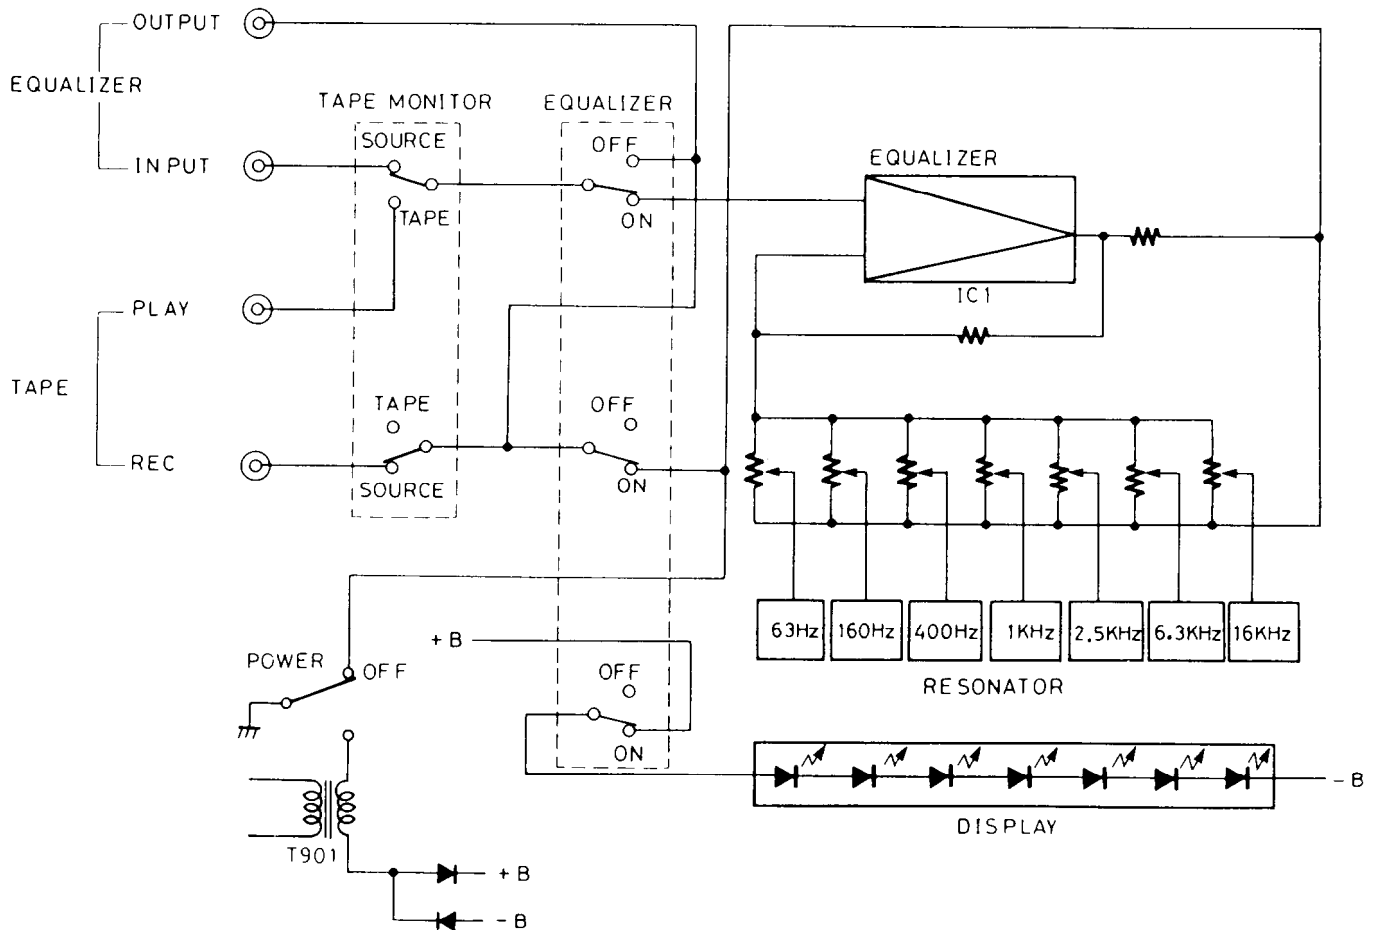 OUTPUT
EQUALIZER
INPUT
TAPE MONITOR
SOURCE
TAPE
EQUALIZER
OFF
ON
EQUALIZER
IC1
PLAY
TAPE
REC
TAPE
SOURCE
OFF
ON
63Hz
160Hz
400Hz
1KHz
2.5KHz
6.3KHz
16KHz
RESONATOR
+B
POWER
OFF
OFF
ON
-B
DISPLAY
T901
+B
-B